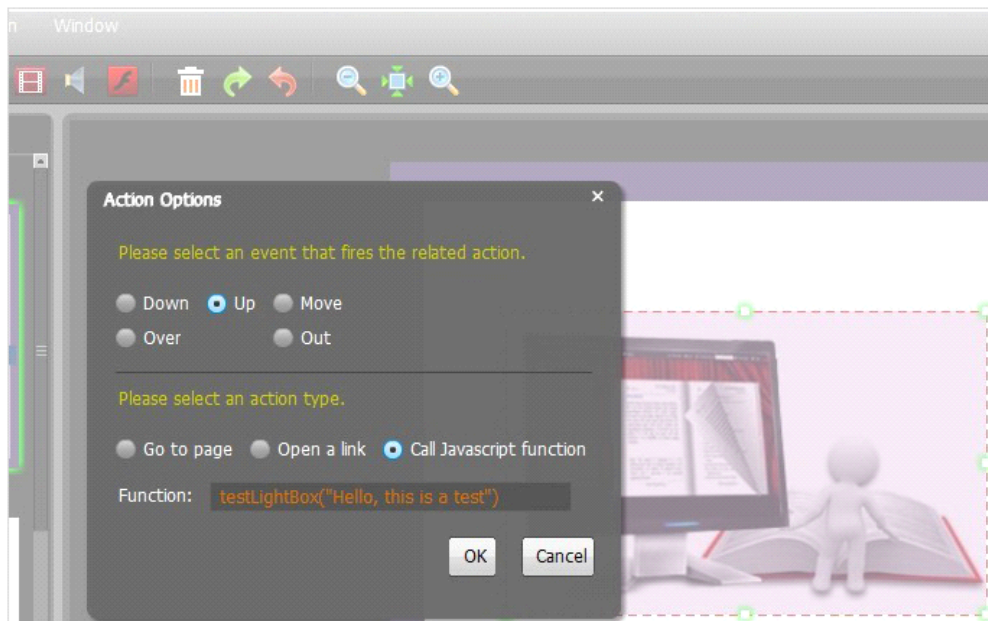 n Window
Action Options
Please select an event that fires the related action.
Down Up Move
Over Out
Please select an action type.
Go to page Open a link Call Javascript function
Function: testLightBox("Hello, this is a test")
OK Cancel